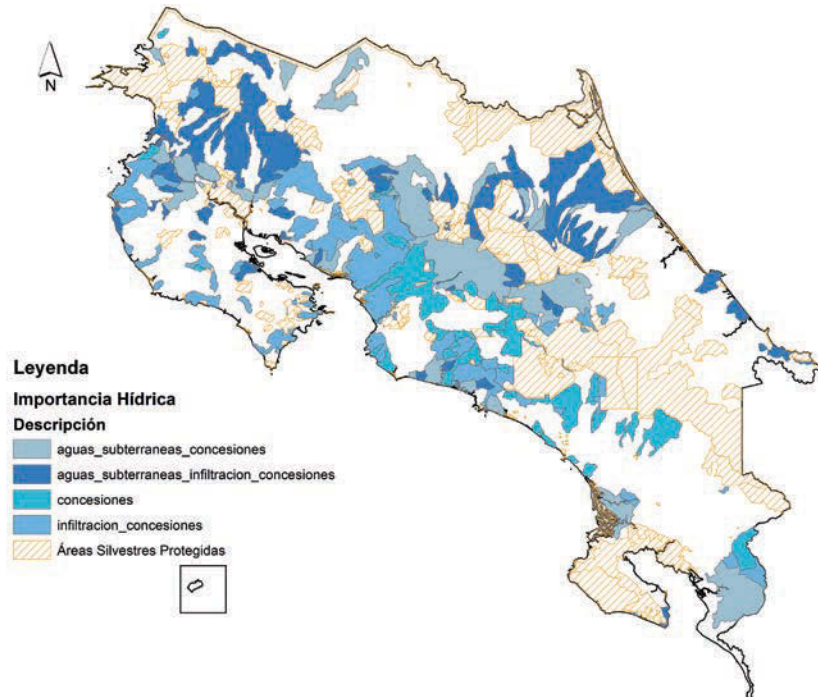 N
Leyenda
Importancia Hídrica
Descripción
aguas_subterraneas_concesiones
aguas_subterraneas_infiltracion_concesiones
concesiones
infiltracion_concesiones
Áreas Silvestres Protegidas